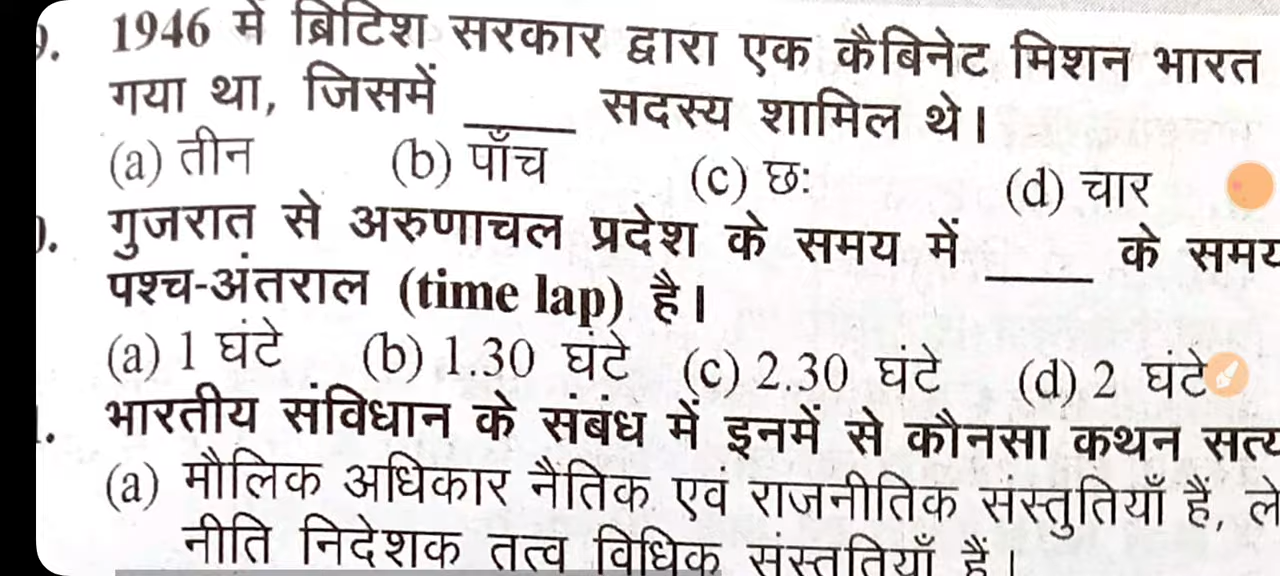 1946 में ब्रिटिश सरकार द्वारा एक कैबिनेट मिशन भारत
गया था, जिसमें ____ सदस्य शामिल थे।
(a) तीन (b) पाँच (c) छः (d) चार
गुजरात से अरुणाचल प्रदेश के समय में ____ के समय
पश्च-अंतराल (time lap) है।
(a) 1 घंटे (b) 1.30 घंटे (c) 2.30 घंटे (d) 2 घंटे
भारतीय संविधान के संबंध में इनमें से कौनसा कथन सत्य
(a) मौलिक अधिकार नैतिक एवं राजनीतिक संस्तुतियाँ हैं, ले
नीति निदेशक तत्व विधिक संस्तुतियाँ हैं।